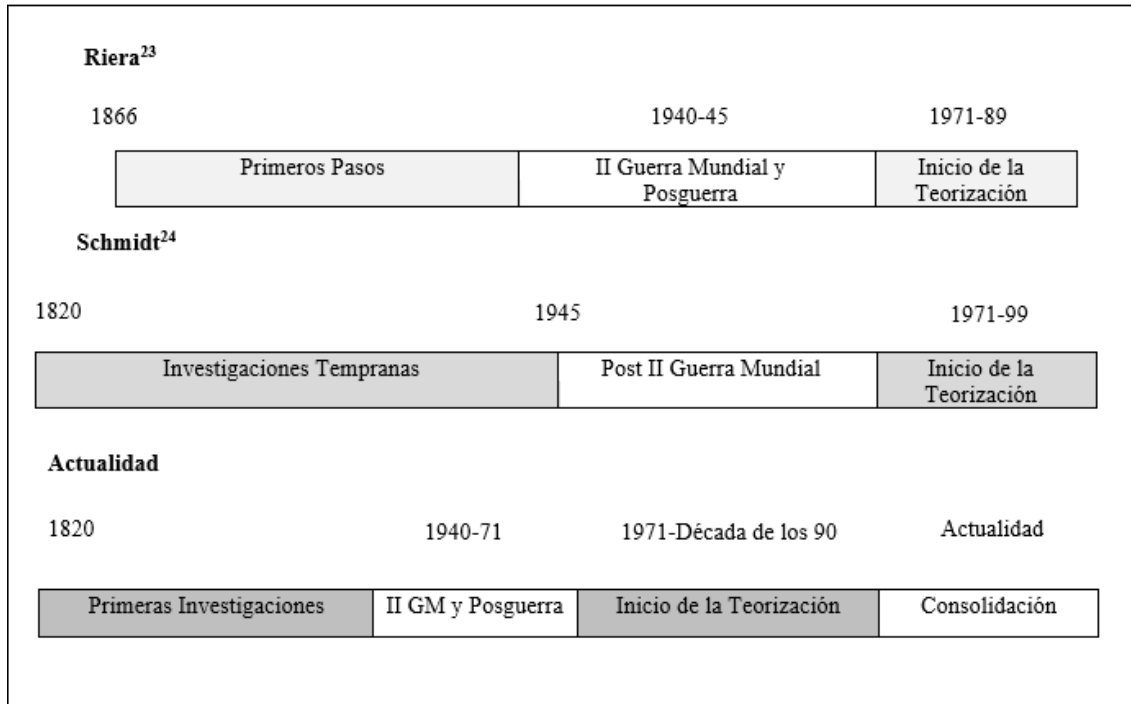 Riera23
1866 1940-45 1971-89
Primeros Pasos II Guerra Mundial y Inicio de la
Posguerra Teorización
Schmidt24
1820 1945 1971-99
Investigaciones Tempranas Post II Guerra Mundial Inicio de la
Teorización
Actualidad
1820 1940-71 1971-Década de los 90 Actualidad
Primeras Investigaciones II GM y Posguerra Inicio de la Teorización Consolidación